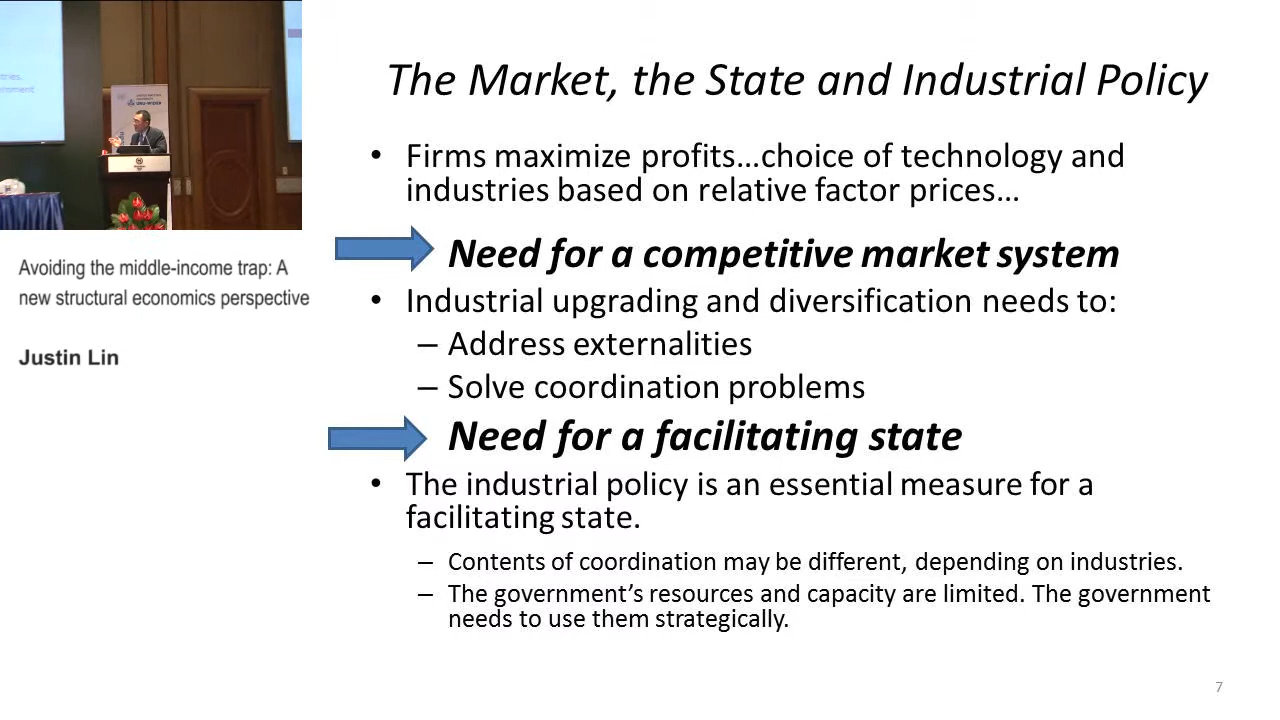 The Market, the State and Industrial Policy
• Firms maximize profits…choice of technology and
industries based on relative factor prices…
Need for a competitive market system
• Industrial upgrading and diversification needs to:
– Address externalities
– Solve coordination problems
Need for a facilitating state
• The industrial policy is an essential measure for a
facilitating state.
– Contents of coordination may be different, depending on industries.
– The government’s resources and capacity are limited. The government
needs to use them strategically.
7
Avoiding the middle-income trap: A
new structural economics perspective
Justin Lin
UNU-WIDER